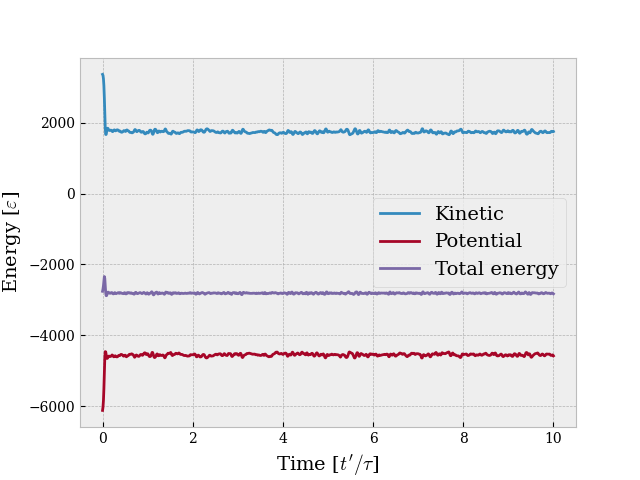 2000
0
−2000
−4000
−6000
Energy [ε]
Kinetic
Potential
Total energy
0 2 4 6 8 10
Time [t′/τ]